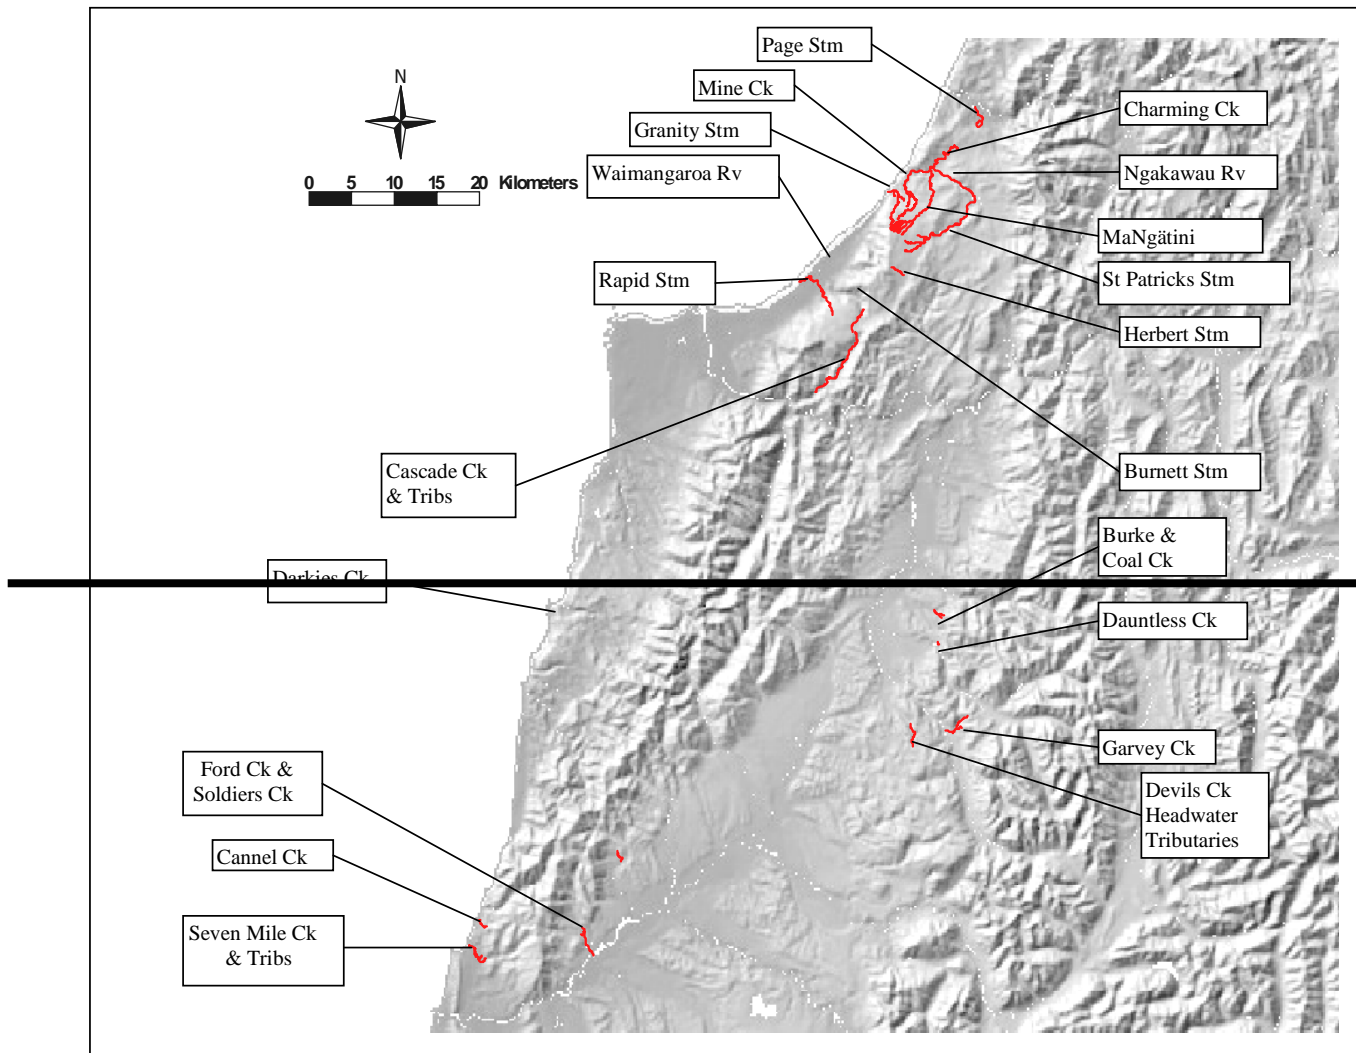 Page Stm
N
Mine Ck
Charming Ck
Granity Stm
Waimangaroa Rv
Ngakawau Rv
0 5 10 15 20 Kilometers
MaNgätini
Rapid Stm
St Patricks Stm
Herbert Stm
Cascade Ck
& Tribs
Burnett Stm
Burke &
Coal Ck
Darkies Ck
Dauntless Ck
Garvey Ck
Ford Ck &
Soldiers Ck
Devils Ck
Headwater
Tributaries
Cannel Ck
Seven Mile Ck
& Tribs